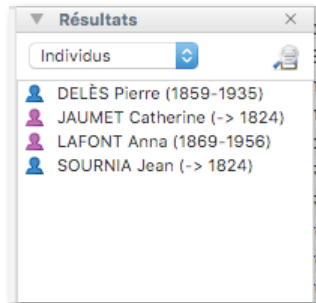 Résultats
Individus
DELÈS Pierre (1859-1935)
JAUMET Catherine (-> 1824)
LAFONT Anna (1869-1956)
SOURNIA Jean (-> 1824)